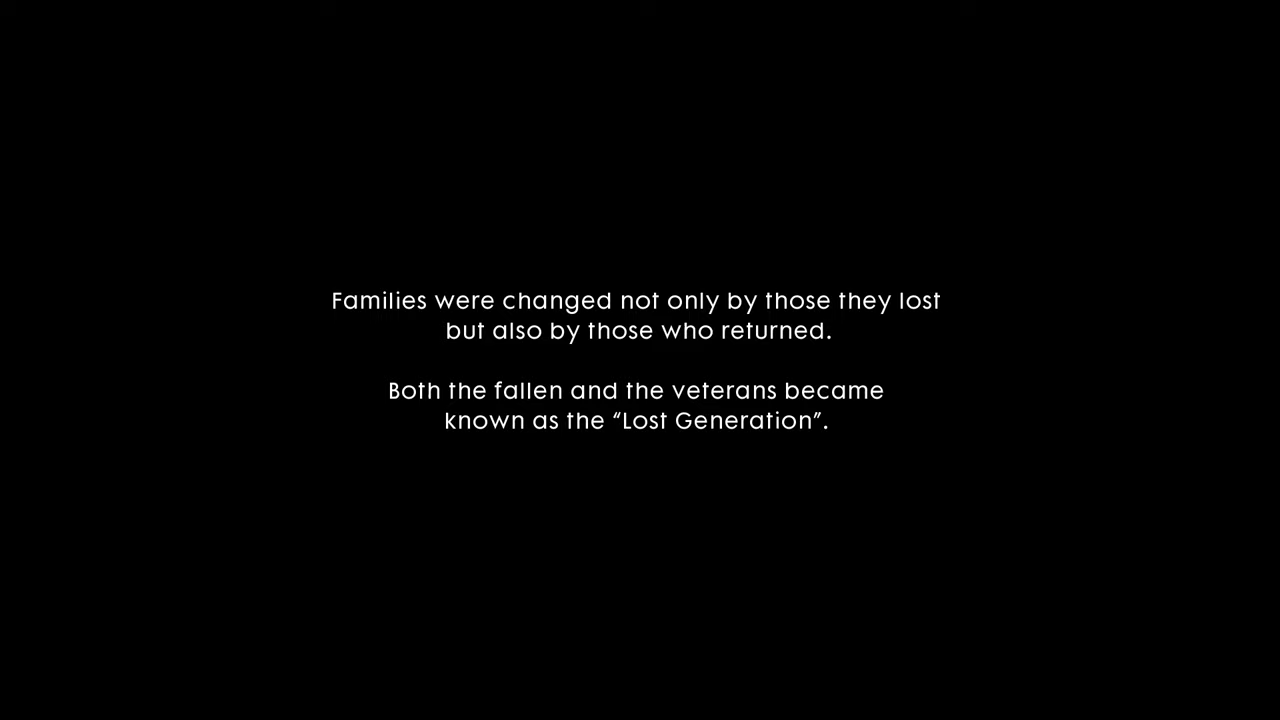 Families were changed not only by those they lost
but also by those who returned.
Both the fallen and the veterans became
known as the “Lost Generation”.